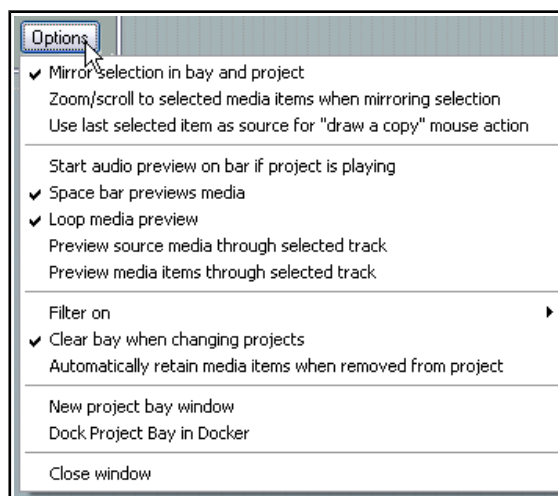 Options
Mirror selection in bay and project
Zoom/scroll to selected media items when mirroring selection
Use last selected item as source for "draw a copy" mouse action
Start audio preview on bar if project is playing
Space bar previews media
Loop media preview
Preview source media through selected track
Preview media items through selected track
Filter on
Clear bay when changing projects
Automatically retain media items when removed from project
New project bay window
Dock Project Bay in Docker
Close window